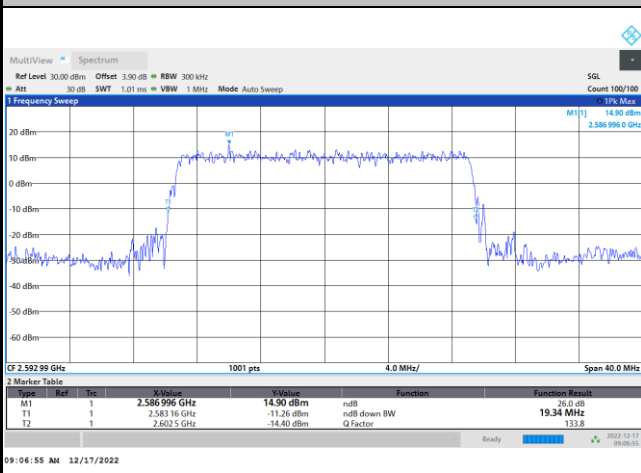 MultiView Spectrum
Ref Level 30.00 dBm Offset 3.90 dB RBW 300 kHz SGL
Att 30 dB SWT 1.01 ms VBW 1 MHz Mode Auto Sweep Count 100/100
1 Frequency Sweep 1Pk Max
M1[1] 14.90 dBm
2.586 996 0 GHz
20 dBm
M1
10 dBm
0 dBm
T1
-10 dBm
-20 dBm
-30 dBm
-40 dBm
-50 dBm
-60 dBm
CF 2.592 99 GHz 1001 pts 4.0 MHz/ Span 40.0 MHz
2 Marker Table
Type Ref Trc X-Value Y-Value Function Function Result
M1 1 2.586 996 GHz 14.90 dBm ndB 26.0 dB
T1 1 2.583 16 GHz -11.26 dBm ndB down BW 19.34 MHz
T2 1 2.602 5 GHz -14.40 dBm Q Factor 133.8
Ready 2022-12-17
09:06:55
09:06:55 AM 12/17/2022